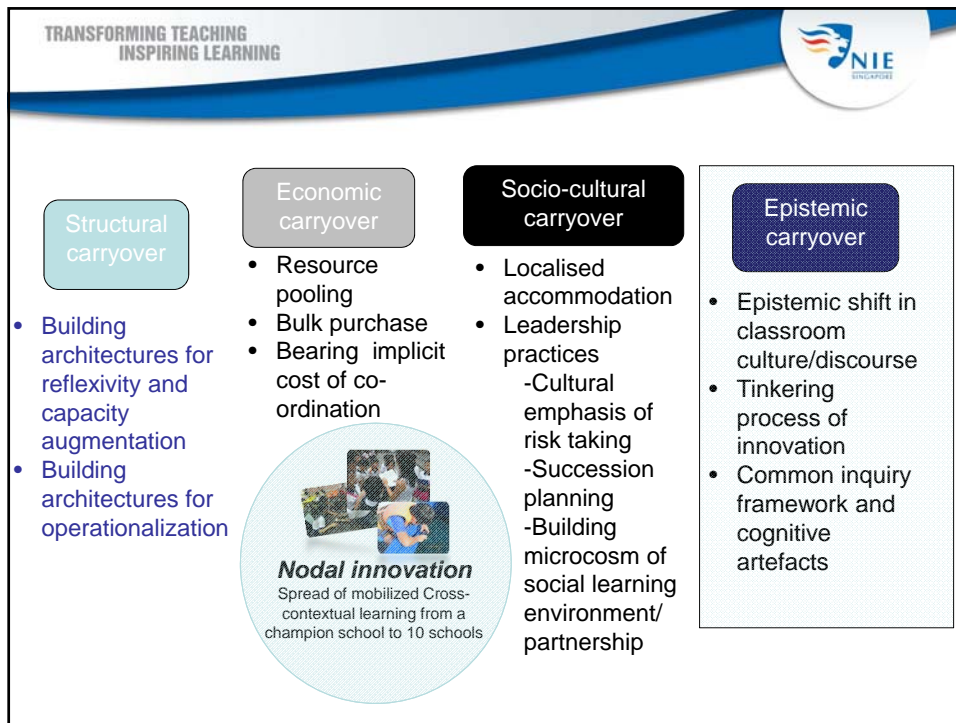 TRANSFORMING TEACHING
INSPIRING LEARNING
NIE
SINGAPORE
Structural
carryover
• Building
architectures for
reflexivity and
capacity
augmentation
• Building
architectures for
operationalization
Economic
carryover
• Resource
pooling
• Bulk purchase
• Bearing implicit
cost of co-
ordination
Nodal innovation
Spread of mobilized Cross-
contextual learning from a
champion school to 10 schools
Socio-cultural
carryover
• Localised
accommodation
• Leadership
practices
-Cultural
emphasis of
risk taking
-Succession
planning
-Building
microcosm of
social learning
environment/
partnership
Epistemic
carryover
• Epistemic shift in
classroom
culture/discourse
• Tinkering
process of
innovation
• Common inquiry
framework and
cognitive
artefacts